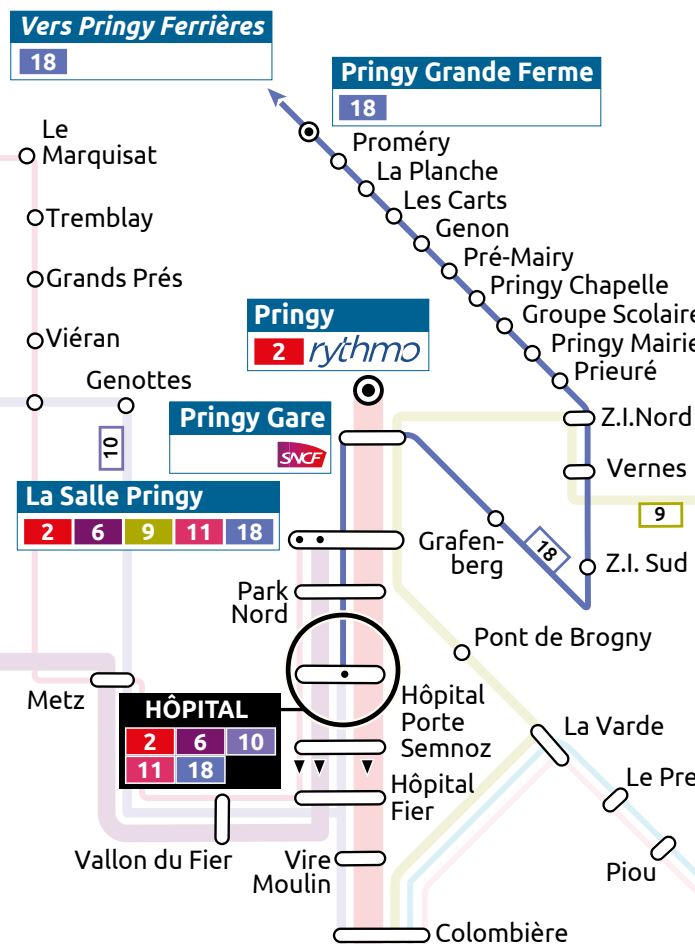 Vers Pringy Ferrières
18
Pringy Grande Ferme
18
Le
Marquisat
Proméry
La Planche
Les Carts
Tremblay
Genon
Pré-Mairy
Grands Prés
Pringy Chapelle
Groupe Scolaire
Pringy
Viéran
Pringy Mairie
2 rythmo
Prieuré
Genottes
Pringy Gare
Z.I.Nord
10
SNCF
Vernes
La Salle Pringy
2 6 9 11 18
9
Grafen-
berg
18
Z.I. Sud
Park
Nord
Pont de Brogny
Metz
Hôpital
Porte
Semnoz
HÔPITAL
2 6 10
11 18
La Varde
Hôpital
Fier
Le Pre
Vallon du Fier
Vire
Moulin
Piou
Colombière